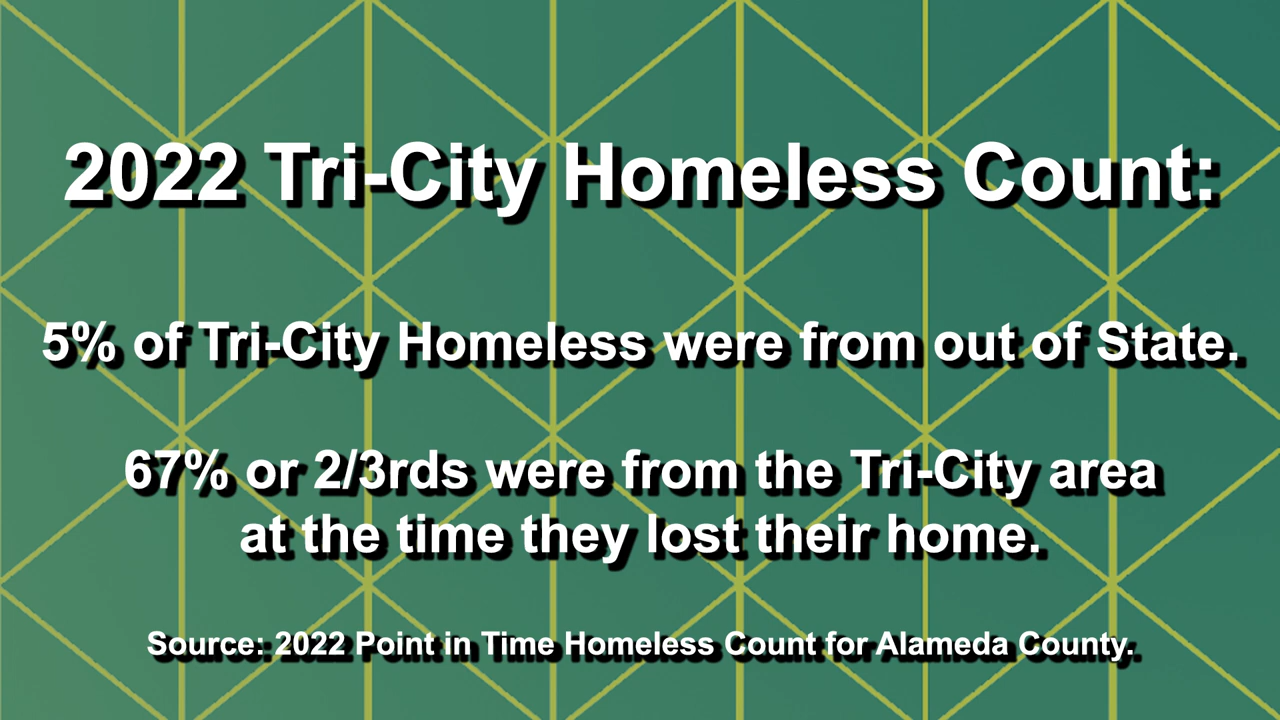 2022 Tri-City Homeless Count:
5% of Tri-City Homeless were from out of State.
67% or 2/3rds were from the Tri-City area
at the time they lost their home.
Source: 2022 Point in Time Homeless Count for Alameda County.